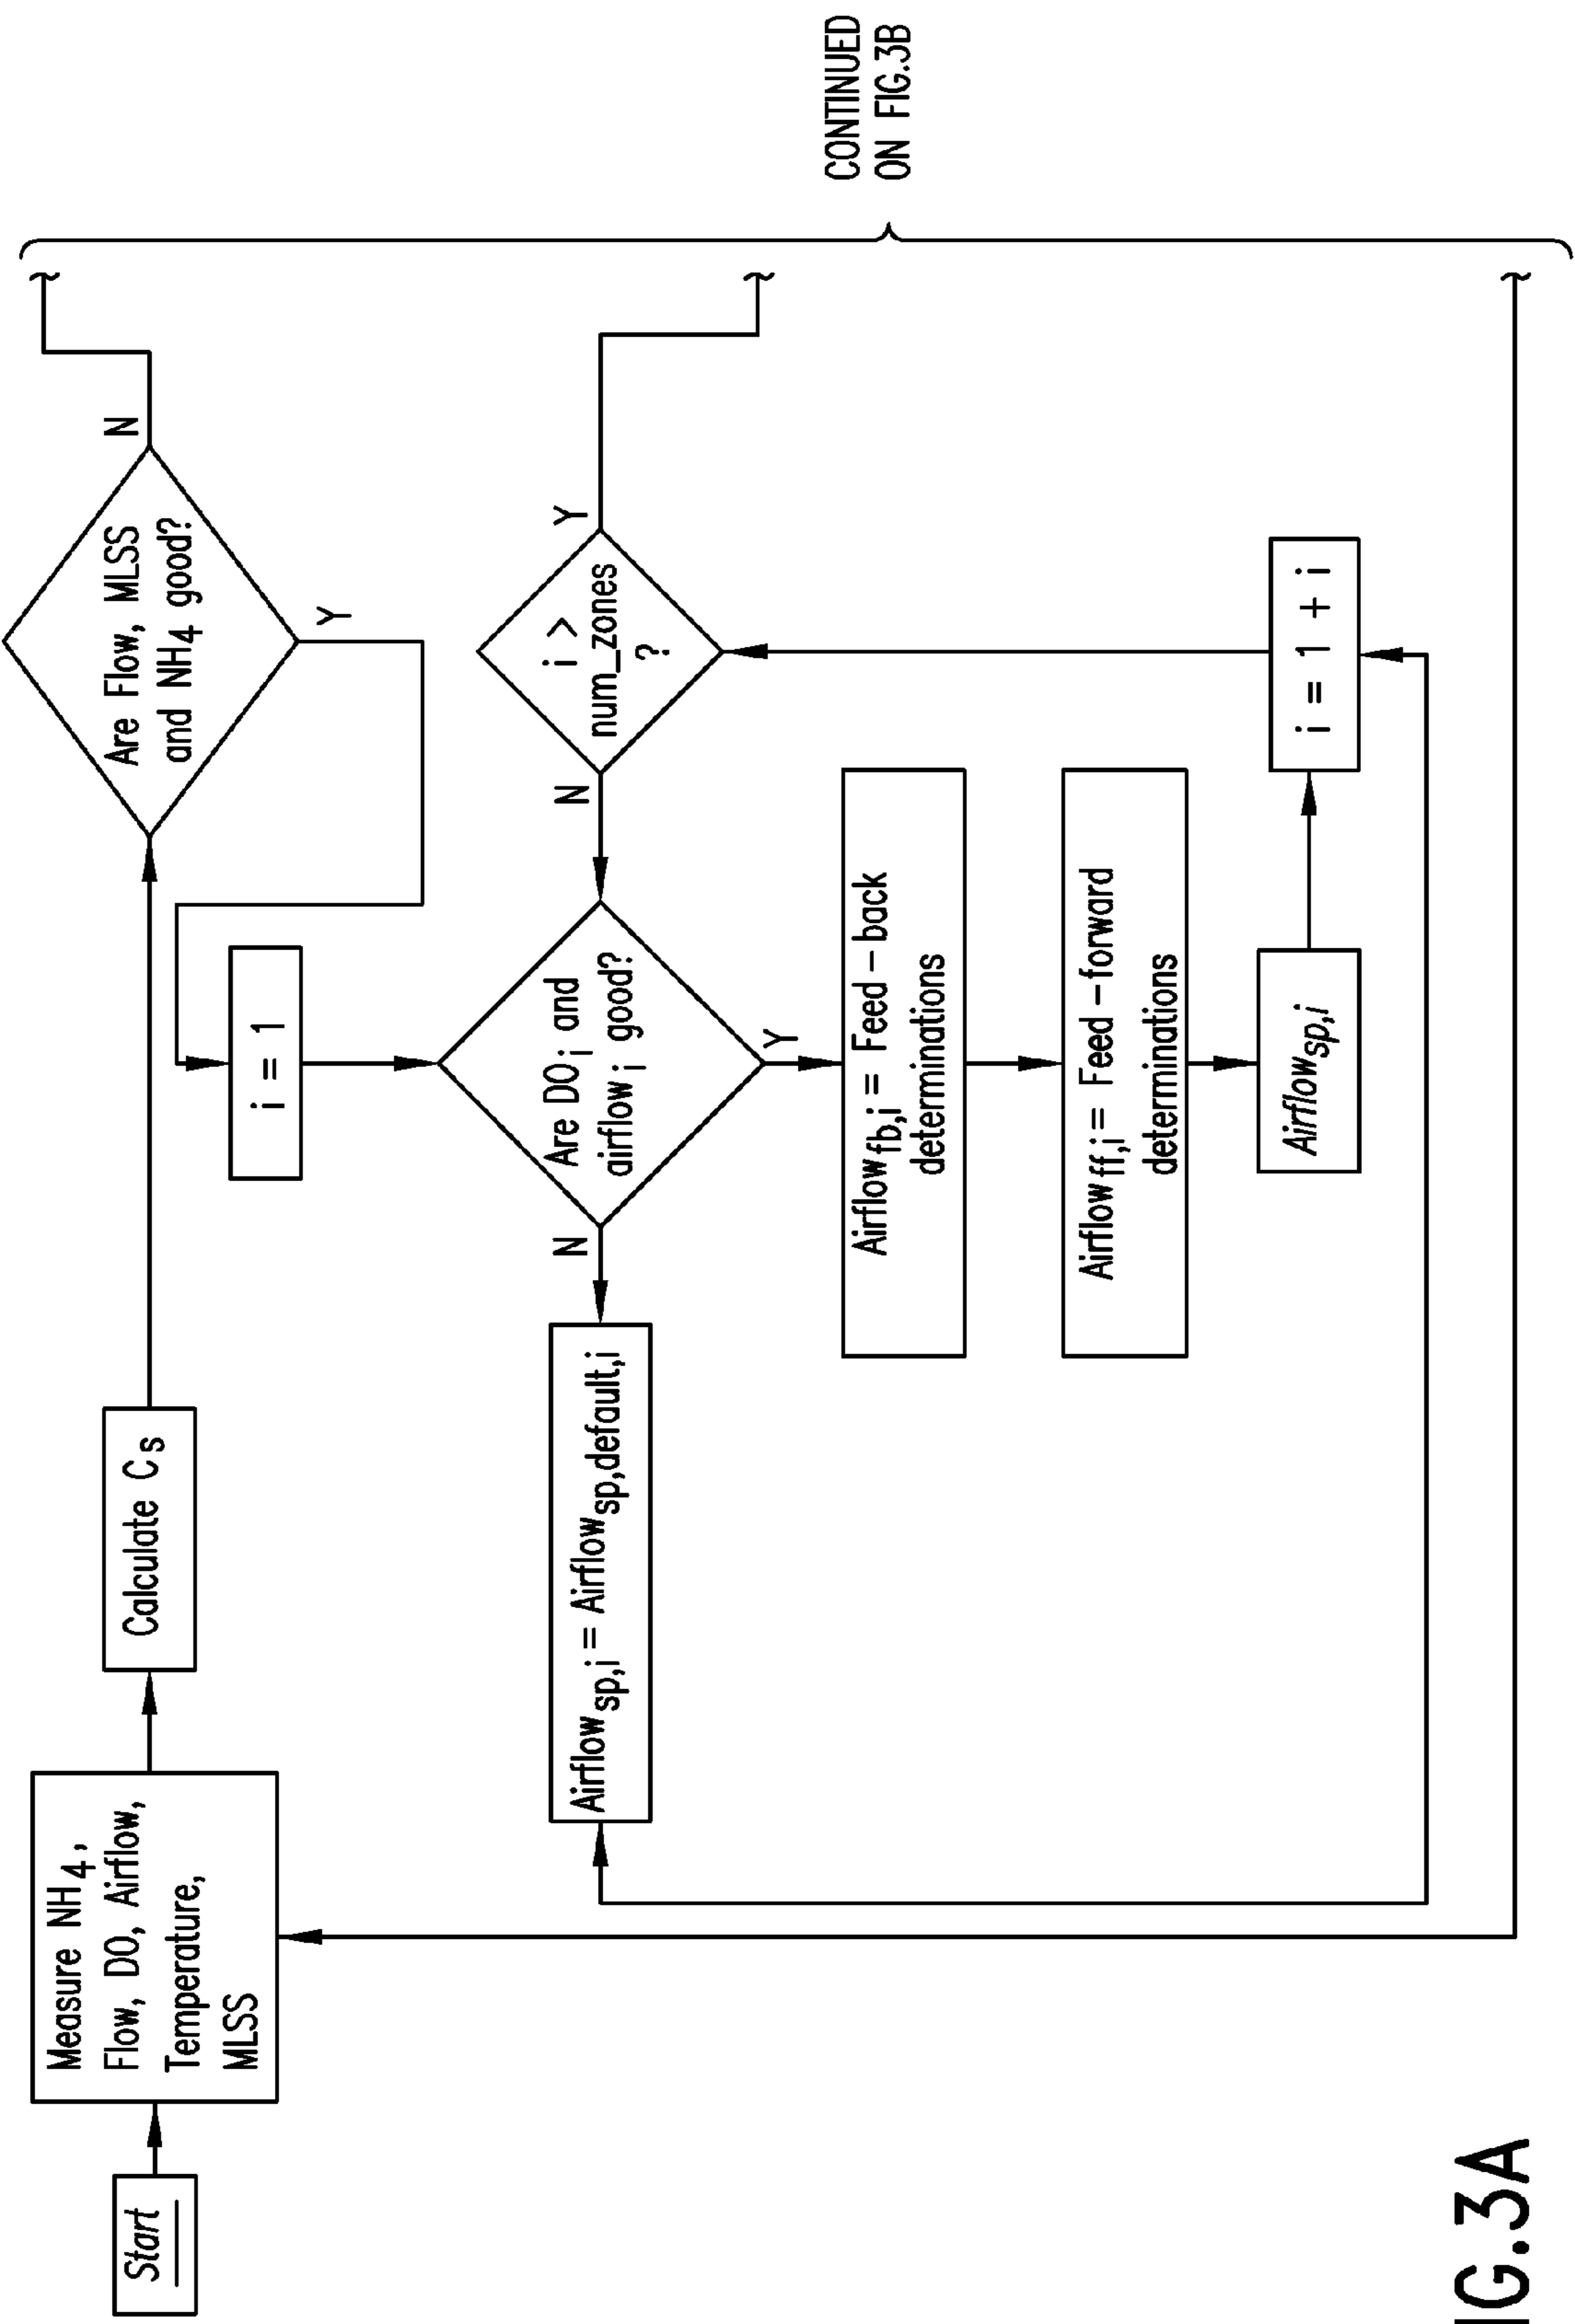 Start
Measure NH4,
Flow, DO, Airflow,
Temperature,
MLSS
Calculate Cs
Are Flow, MLSS
and NH4 good?
N
Y
i = 1
Are DOi and
airflowi good?
N
Y
Airflowsp,i = Airflowsp,default,i
i >
num_zones
?
N
Y
Airflowfb,i = Feed-back
determinations
Airflowff,i = Feed-forward
determinations
Airflowsp,i
i = 1 + i
CONTINUED
ON FIG.3B
IG.3A